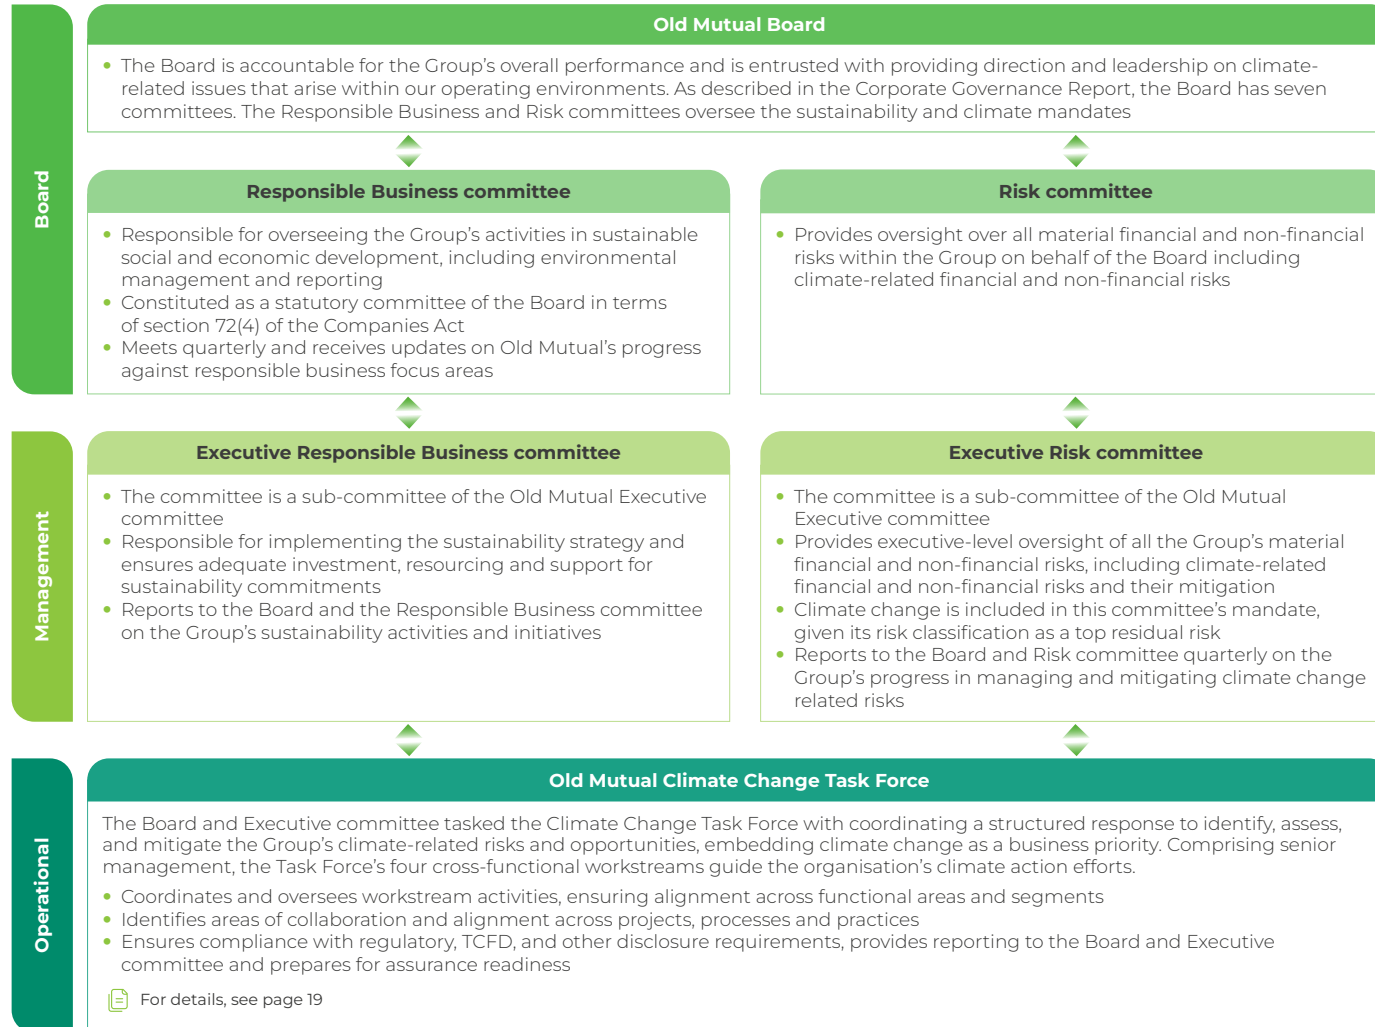 Old Mutual Board
• The Board is accountable for the Group's overall performance and is entrusted with providing direction and leadership on climate-
related issues that arise within our operating environments. As described in the Corporate Governance Report, the Board has seven
committees. The Responsible Business and Risk committees oversee the sustainability and climate mandates
Board
Responsible Business committee
• Responsible for overseeing the Group's activities in sustainable
social and economic development, including environmental
management and reporting
• Constituted as a statutory committee of the Board in terms
of section 72(4) of the Companies Act
• Meets quarterly and receives updates on Old Mutual's progress
against responsible business focus areas
Risk committee
• Provides oversight over all material financial and non-financial
risks within the Group on behalf of the Board including
climate-related financial and non-financial risks
Management
Executive Responsible Business committee
• The committee is a sub-committee of the Old Mutual Executive
committee
• Responsible for implementing the sustainability strategy and
ensures adequate investment, resourcing and support for
sustainability commitments
• Reports to the Board and the Responsible Business committee
on the Group's sustainability activities and initiatives
Executive Risk committee
• The committee is a sub-committee of the Old Mutual
Executive committee
• Provides executive-level oversight of all the Group's material
financial and non-financial risks, including climate-related
financial and non-financial risks and their mitigation
• Climate change is included in this committee's mandate,
given its risk classification as a top residual risk
• Reports to the Board and Risk committee quarterly on the
Group's progress in managing and mitigating climate change
related risks
Operational
Old Mutual Climate Change Task Force
The Board and Executive committee tasked the Climate Change Task Force with coordinating a structured response to identify, assess,
and mitigate the Group's climate-related risks and opportunities, embedding climate change as a business priority. Comprising senior
management, the Task Force's four cross-functional workstreams guide the organisation's climate action efforts.
• Coordinates and oversees workstream activities, ensuring alignment across functional areas and segments
• Identifies areas of collaboration and alignment across projects, processes and practices
• Ensures compliance with regulatory, TCFD, and other disclosure requirements, provides reporting to the Board and Executive
committee and prepares for assurance readiness
For details, see page 19